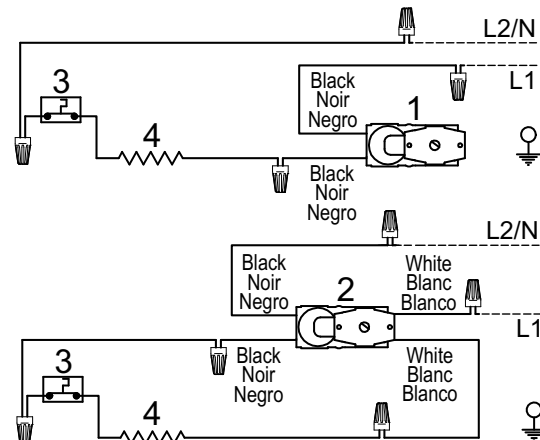 L2/N
3
Black
Noir
Negro
1
L1
4
Black
Noir
Negro
L2/N
Black
Noir
Negro
2
White
Blanc
Blanco
L1
3
Black
Noir
Negro
White
Blanc
Blanco
4